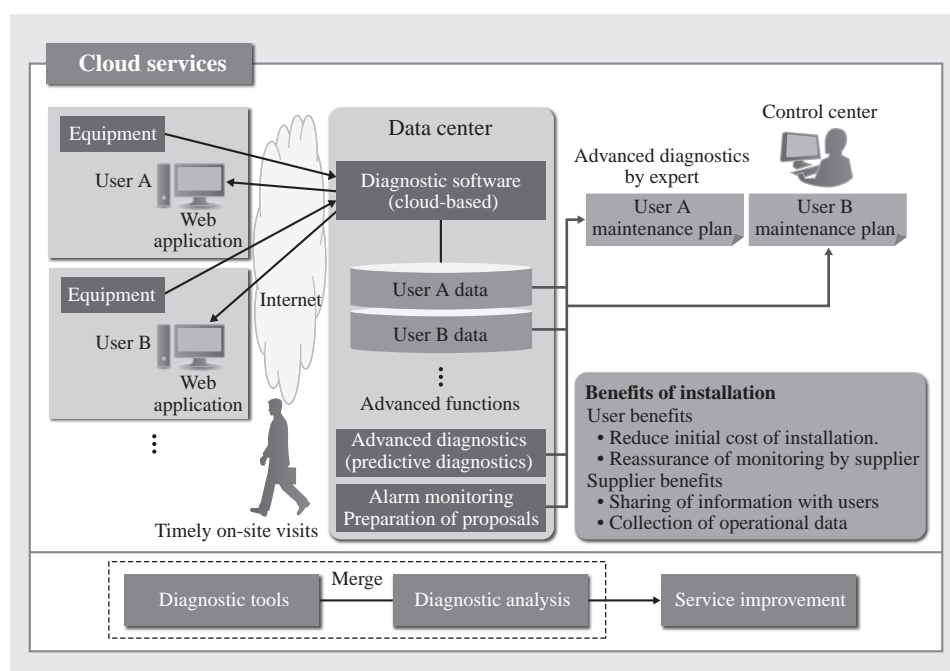 Cloud services
Equipment
User A
Web
application
Equipment
User B
Web
application
Internet
Timely on-site visits
Data center
Diagnostic software
(cloud-based)
User A data
User B data
Advanced functions
Advanced diagnostics
(predictive diagnostics)
Alarm monitoring
Preparation of proposals
Control center
Advanced diagnostics
by expert
User A
maintenance plan
User B
maintenance plan
Benefits of installation
User benefits
• Reduce initial cost of installation.
• Reassurance of monitoring by supplier
Supplier benefits
• Sharing of information with users
• Collection of operational data
Diagnostic tools
Merge
Diagnostic analysis
Service improvement